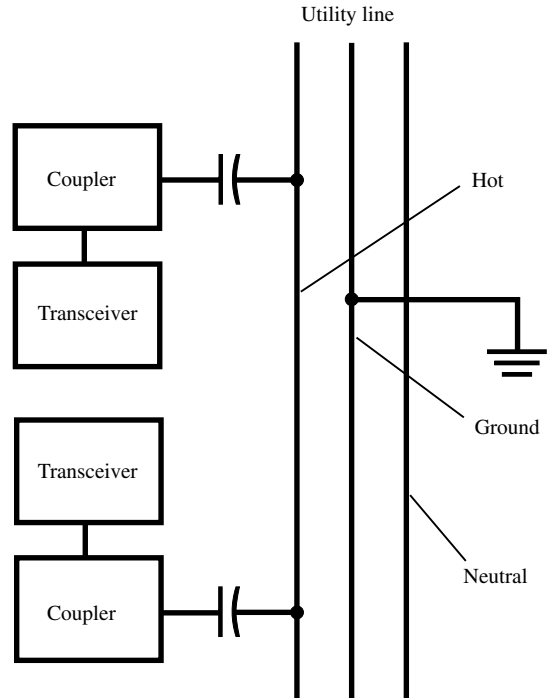 Utility line
Coupler
Hot
Transceiver
Ground
Transceiver
Neutral
Coupler